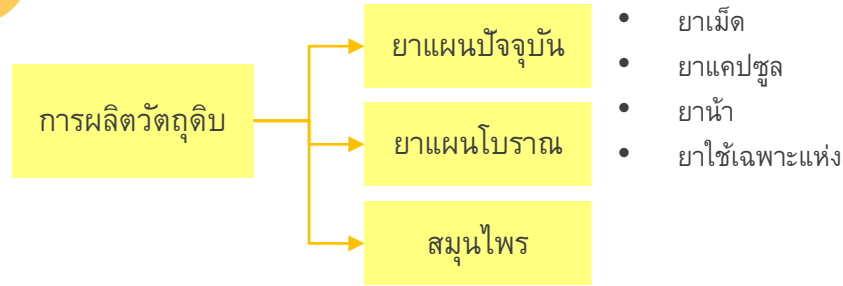 การผลิตวัตถุดิบ
ยาแผนปัจจุบัน
ยาแผนโบราณ
สมุนไพร
• ยาเม็ด
• ยาแคปซูล
• ยาน้า
• ยาใช้เฉพาะแห่ง